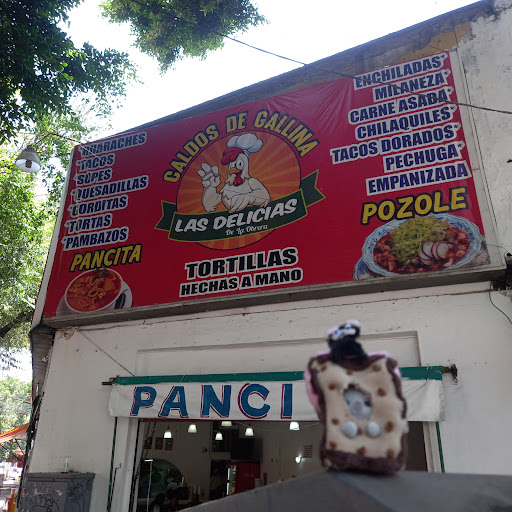 HUARACHES
TACOS
SOPES
QUESADILLAS
GORDITAS
TORTAS
PAMBAZOS
PANCITA
CALDOS DE GALLINA
LAS DELICIAS
De La Obrera
TORTILLAS
HECHAS A MANO
ENCHILADAS
MILANEZA
CARNE ASADA
CHILAQUILES
TACOS DORADOS
PECHUGA
EMPANIZADA
POZOLE
PANCI